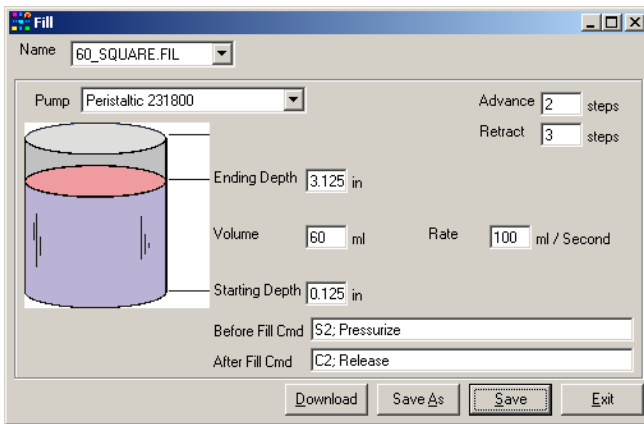 Fill
Name 60_SQUARE.FIL
Pump Peristaltic 231800
Advance 2 steps
Retract 3 steps
Ending Depth 3.125 in
Volume 60 ml Rate 100 ml / Second
Starting Depth 0.125 in
Before Fill Cmd S2; Pressurize
After Fill Cmd C2; Release
Download Save As Save Exit